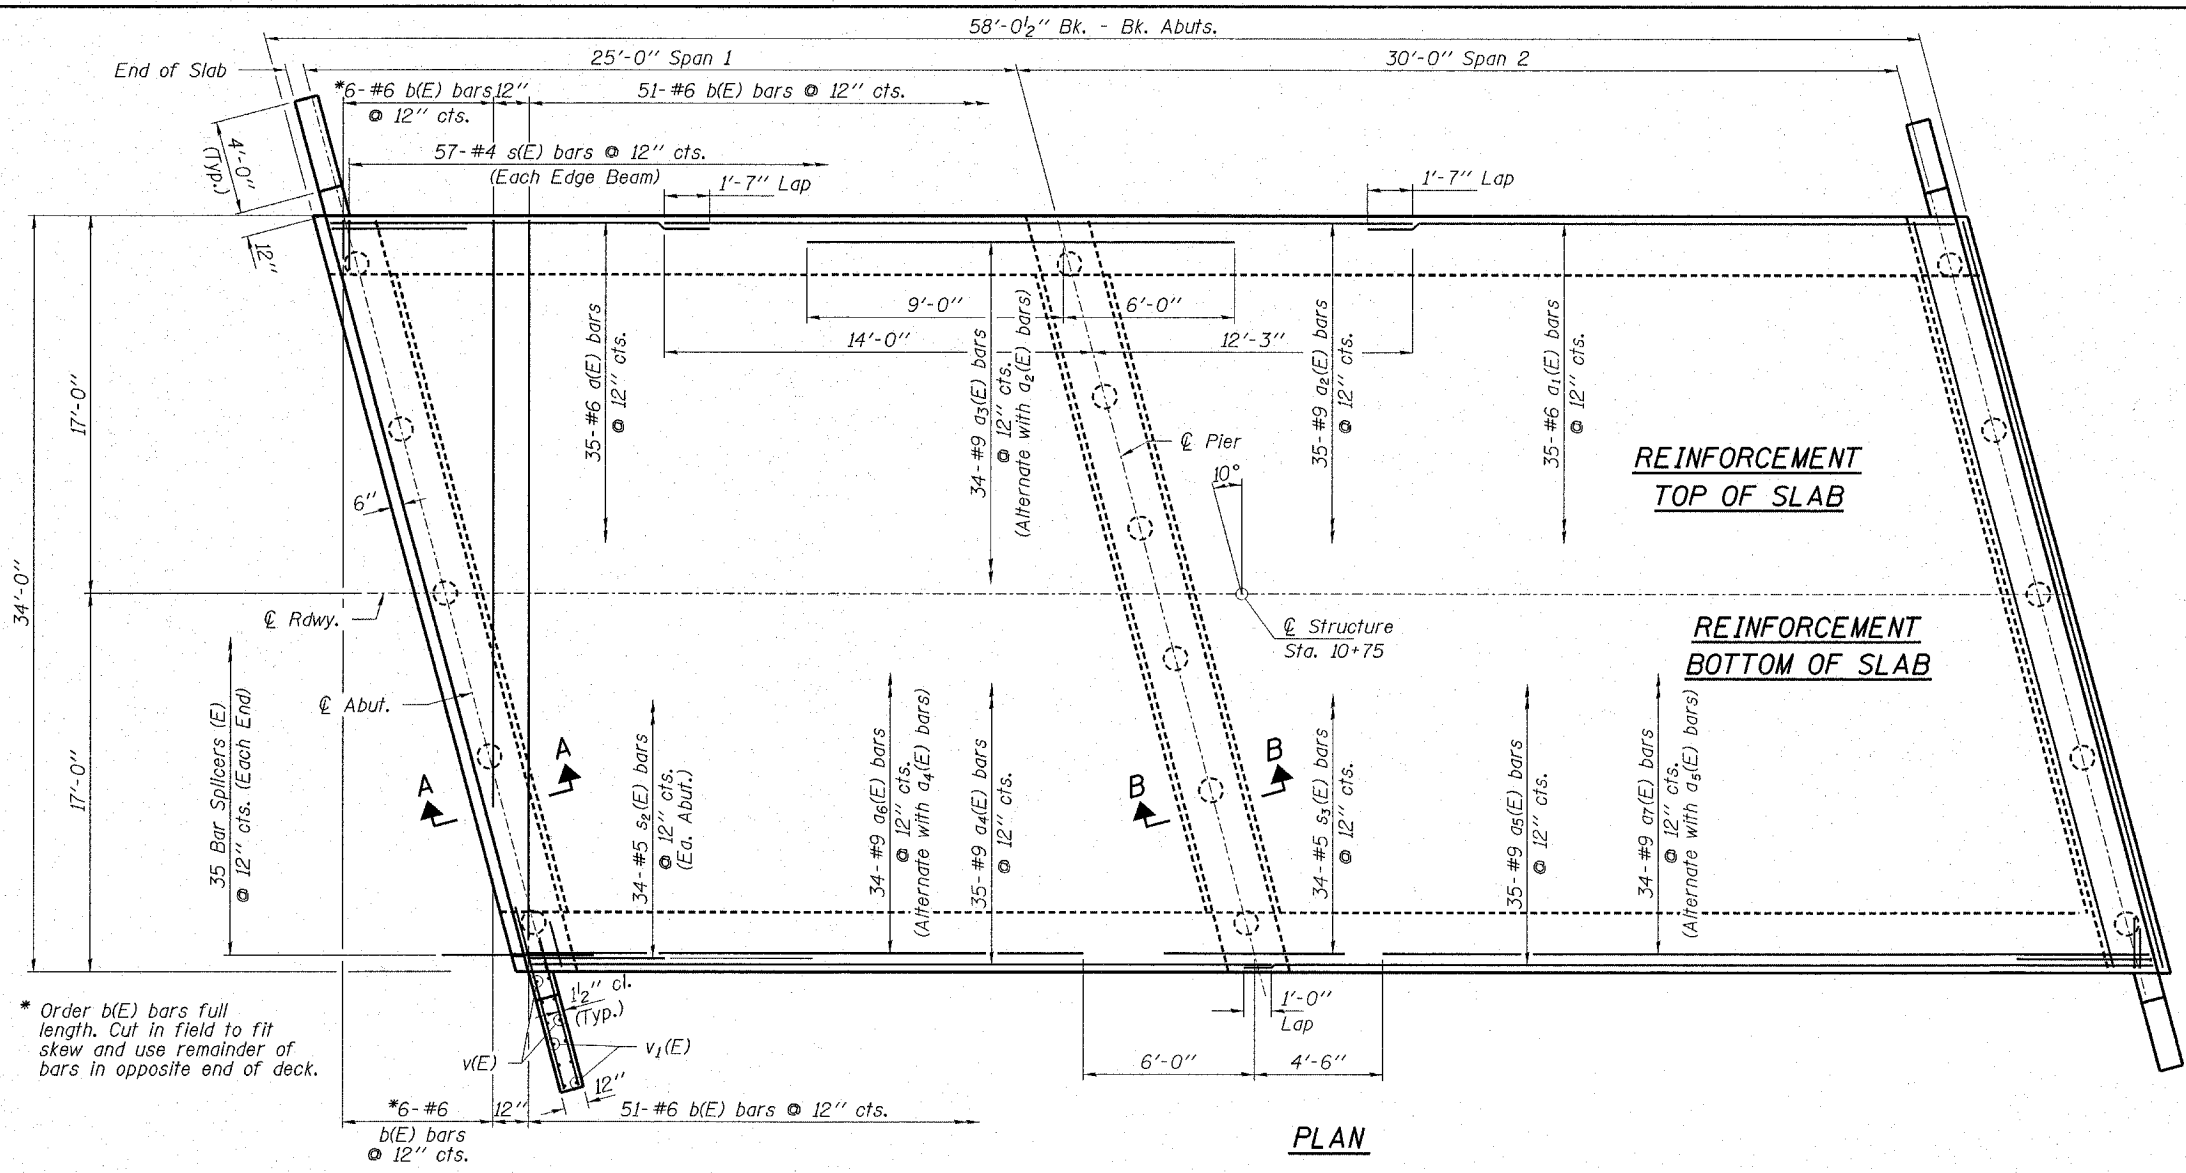 58'-0 1/2" Bk. - Bk. Abuts.
25'-0" Span 1
30'-0" Span 2
End of Slab
*6-#6 b(E) bars
@ 12" cts.
12"
51-#6 b(E) bars @ 12" cts.
57-#4 s(E) bars @ 12" cts.
(Each Edge Beam)
1'-7" Lap
1'-7" Lap
4'-0"
(Typ.)
12"
9'-0"
6'-0"
14'-0"
12'-3"
35-#6 a(E) bars
@ 12" cts.
34-#9 a3(E) bars
@ 12" cts.
(Alternate with a2(E) bars)
35-#9 a2(E) bars
@ 12" cts.
35-#6 a1(E) bars
@ 12" cts.
34'-0"
17'-0"
17'-0"
6"
℄ Pier
10°
REINFORCEMENT
TOP OF SLAB
℄ Rdwy.
℄ Structure
Sta. 10+75
REINFORCEMENT
BOTTOM OF SLAB
℄ Abut.
35 Bar Splicers (E)
@ 12" cts. (Each End)
A
A
34-#5 s2(E) bars
@ 12" cts.
(Ea. Abut.)
34-#9 a6(E) bars
@ 12" cts.
(Alternate with a4(E) bars)
35-#9 a4(E) bars
@ 12" cts.
B
B
34-#5 s3(E) bars
@ 12" cts.
35-#9 a5(E) bars
@ 12" cts.
34-#9 a7(E) bars
@ 12" cts.
(Alternate with a5(E) bars)
* Order b(E) bars full
length. Cut in field to fit
skew and use remainder of
bars in opposite end of deck.
1 1/2" cl.
(Typ.)
v(E)
v1(E)
12"
1'-0"
Lap
6'-0"
4'-6"
*6-#6
b(E) bars
@ 12" cts.
12"
51-#6 b(E) bars @ 12" cts.
PLAN